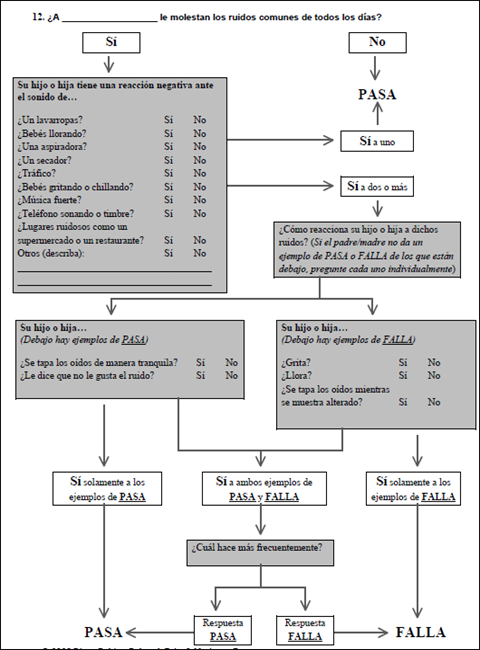 12. ¿A ____________________ le molestan los ruidos comunes de todos los días?
Sí
No
PASA
Su hijo o hija tiene una reacción negativa ante
el sonido de…
¿Un lavarropas? Sí No
¿Bebés llorando? Sí No
¿Una aspiradora? Sí No
¿Un secador? Sí No
¿Tráfico? Sí No
¿Bebés gritando o chillando? Sí No
¿Música fuerte? Sí No
¿Teléfono sonando o timbre? Sí No
¿Lugares ruidosos como un
supermercado o un restaurante? Sí No
Otros (describa): Sí No
Sí a uno
Sí a dos o más
¿Cómo reacciona su hijo o hija a dichos
ruidos? (Si el padre/madre no da un
ejemplo de PASA o FALLA de los que están
debajo, pregunte cada uno individualmente)
Su hijo o hija…
(Debajo hay ejemplos de PASA)
¿Se tapa los oídos de manera tranquila? Sí No
¿Le dice que no le gusta el ruido? Sí No
Su hijo o hija…
(Debajo hay ejemplos de FALLA)
¿Grita? Sí No
¿Llora? Sí No
¿Se tapa los oídos mientras
se muestra alterado? Sí No
Sí solamente a los
ejemplos de PASA
Sí a ambos ejemplos de
PASA y FALLA
Sí solamente a los
ejemplos de FALLA
¿Cuál hace más frecuentemente?
Respuesta
PASA
Respuesta
FALLA
PASA
FALLA